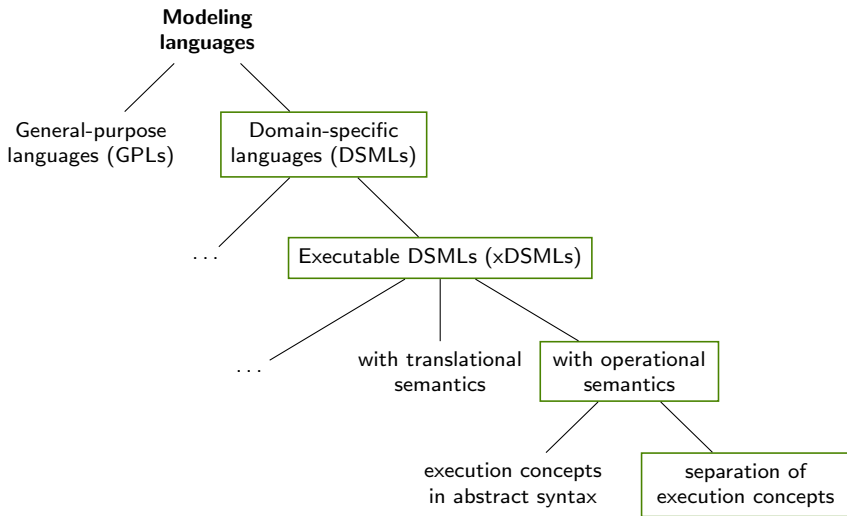 Modeling
languages
General-purpose
languages (GPLs)
Domain-specific
languages (DSMLs)
...
Executable DSMLs (xDSMLs)
...
with translational
semantics
with operational
semantics
execution concepts
in abstract syntax
separation of
execution concepts